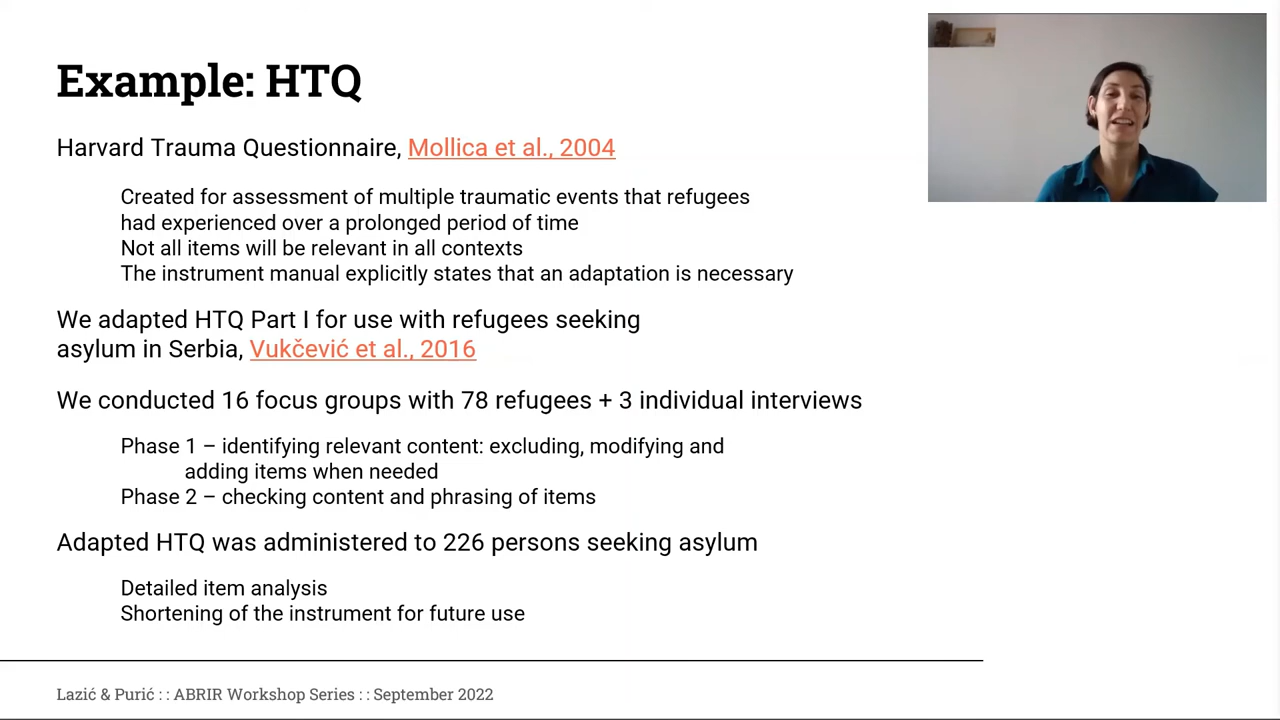 Example: HTQ
Harvard Trauma Questionnaire, Mollica et al., 2004
Created for assessment of multiple traumatic events that refugees
had experienced over a prolonged period of time
Not all items will be relevant in all contexts
The instrument manual explicitly states that an adaptation is necessary
We adapted HTQ Part I for use with refugees seeking
asylum in Serbia, Vukčević et al., 2016
We conducted 16 focus groups with 78 refugees + 3 individual interviews
Phase 1 – identifying relevant content: excluding, modifying and
adding items when needed
Phase 2 – checking content and phrasing of items
Adapted HTQ was administered to 226 persons seeking asylum
Detailed item analysis
Shortening of the instrument for future use
Lazić & Purić : : ABRIR Workshop Series : : September 2022